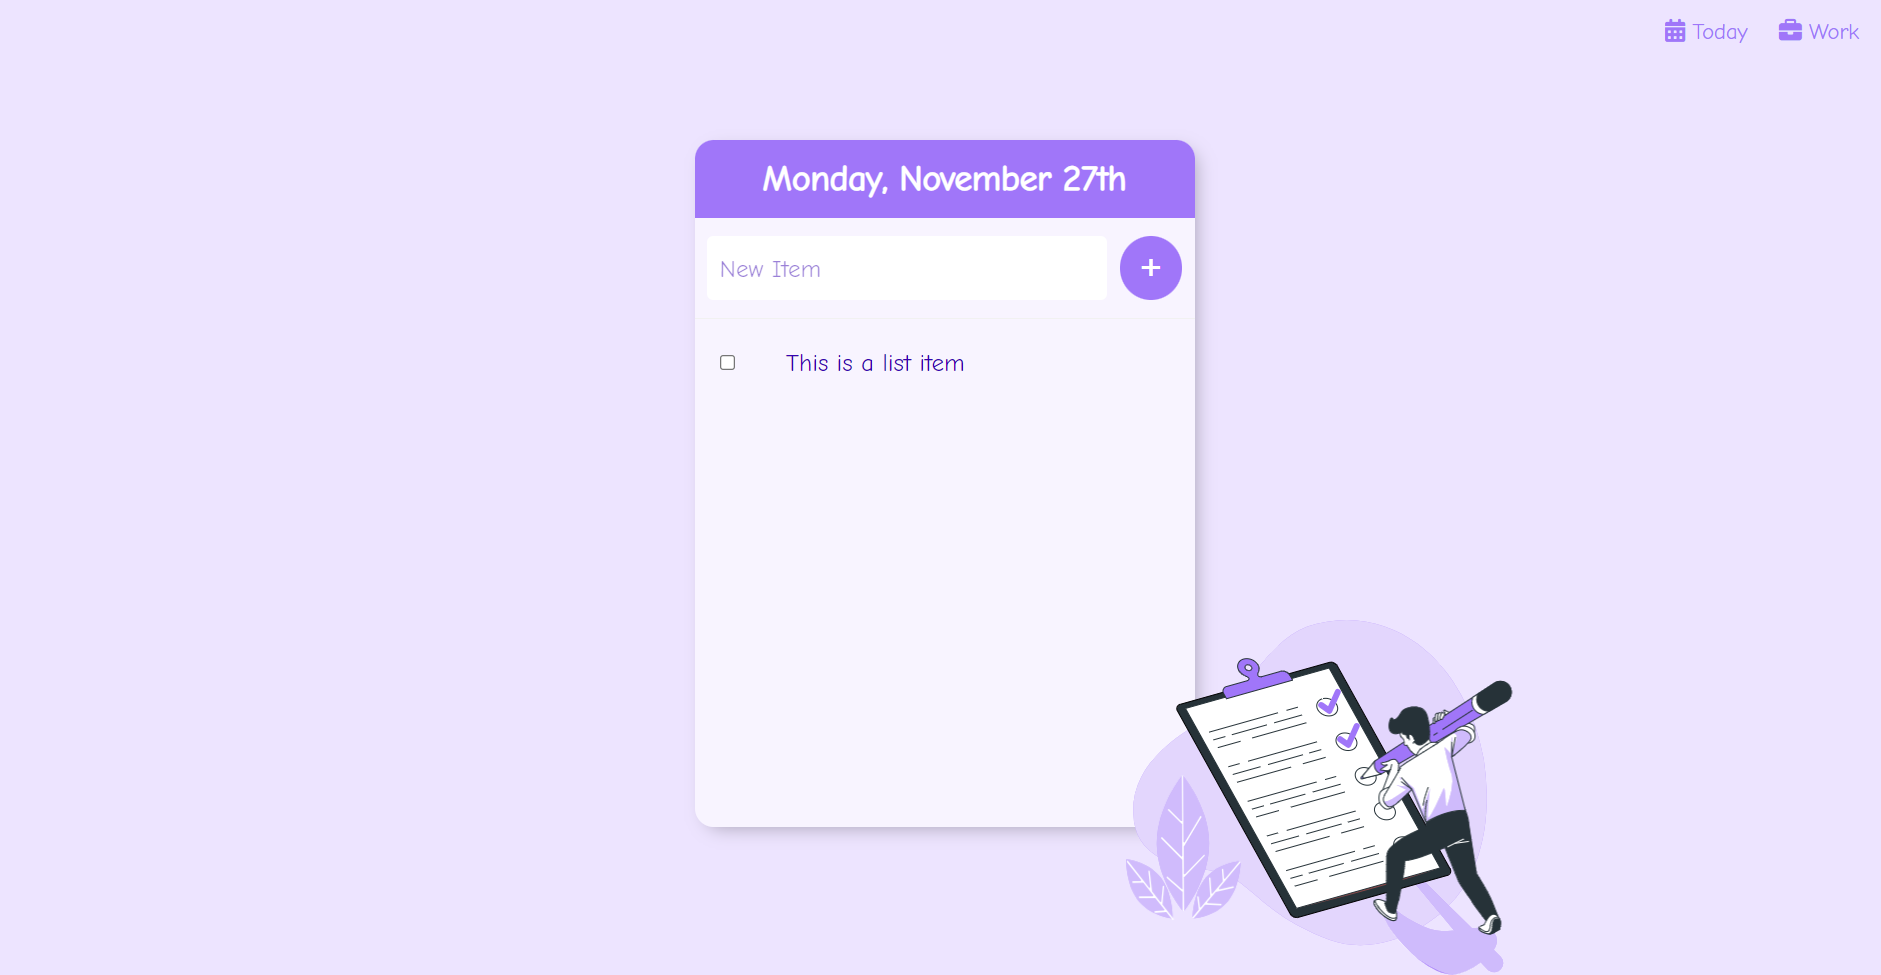 Today Work
Monday, November 27th
New Item
+
This is a list item